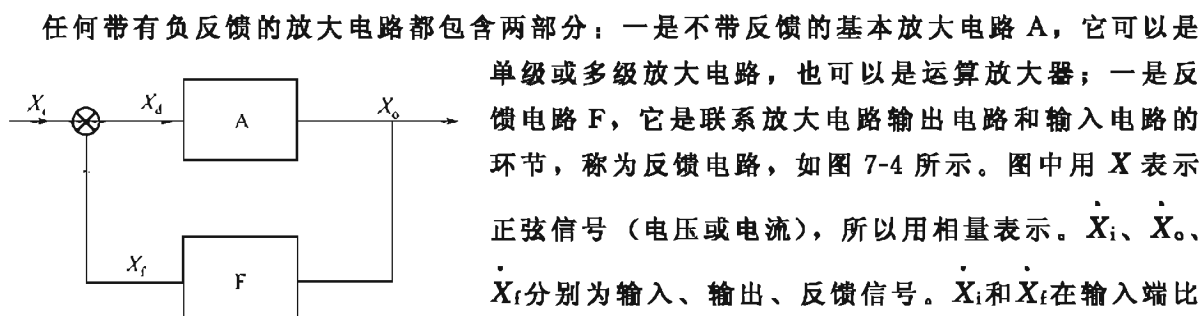 任何带有负反馈的放大电路都包含两部分：一是不带反馈的基本放大电路 A，它可以是
单级或多级放大电路，也可以是运算放大器；一是反
馈电路 F，它是联系放大电路输出电路和输入电路的
环节，称为反馈电路，如图 7-4 所示。图中用 X 表示
正弦信号（电压或电流），所以用相量表示。Ẋi、Ẋo、
Ẋf分别为输入、输出、反馈信号。Ẋi和Ẋf在输入端比
Xi
Xd
A
Xo
Xf
F